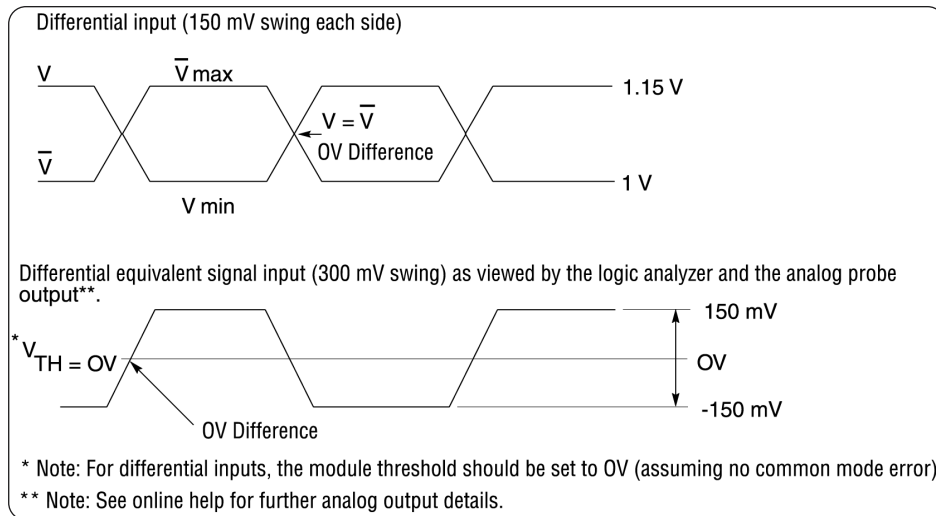 Differential input (150 mV swing each side)
V
V̅ max
1.15 V
V = V̅
OV Difference
V̅
1 V
V min
Differential equivalent signal input (300 mV swing) as viewed by the logic analyzer and the analog probe
output**.
150 mV
* VTH = OV
OV
-150 mV
OV Difference
* Note: For differential inputs, the module threshold should be set to OV (assuming no common mode error)
** Note: See online help for further analog output details.